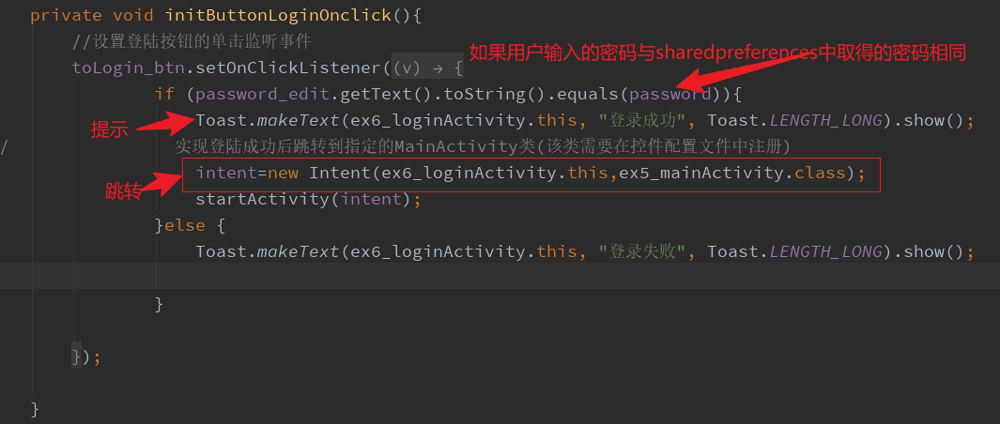 private void initButtonLoginOnclick(){
//设置登陆按钮的单击监听事件
toLogin_btn.setOnClickListener((v) → {
如果用户输入的密码与sharedpreferences中取得的密码相同
if (password_edit.getText().toString().equals(password)){
提示
Toast.makeText(ex6_loginActivity.this, "登录成功", Toast.LENGTH_LONG).show();
/ 实现登陆成功后跳转到指定的MainActivity类(该类需要在控件配置文件中注册)
跳转
intent=new Intent(ex6_loginActivity.this,ex5_mainActivity.class);
startActivity(intent);
}else {
Toast.makeText(ex6_loginActivity.this, "登录失败", Toast.LENGTH_LONG).show();
}
});
}